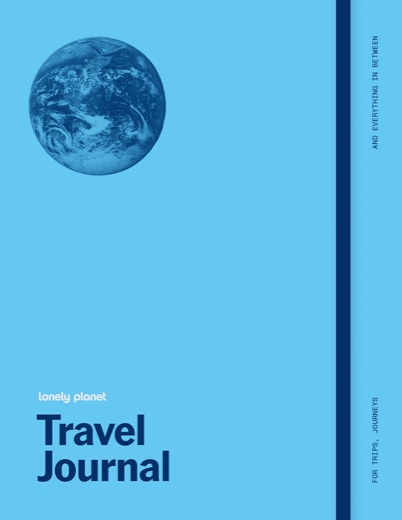 lonely planet
Travel
Journal
FOR TRIPS, JOURNEYS
AND EVERYTHING IN BETWEEN